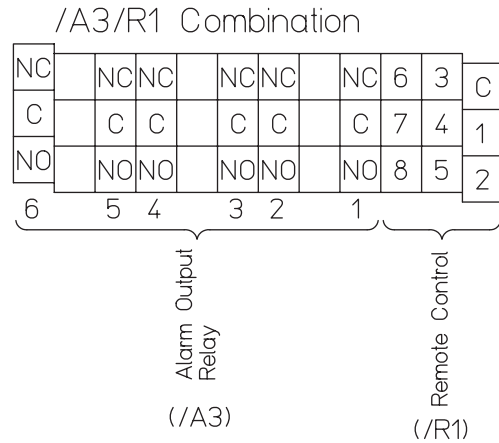 /A3/R1 Combination
NC NC NC NC NC NC 6 3 C
C C C C C C 7 4 1
NO NO NO NO NO NO 8 5 2
6 5 4 3 2 1
Alarm Output
Relay
(/A3)
Remote Control
(/R1)